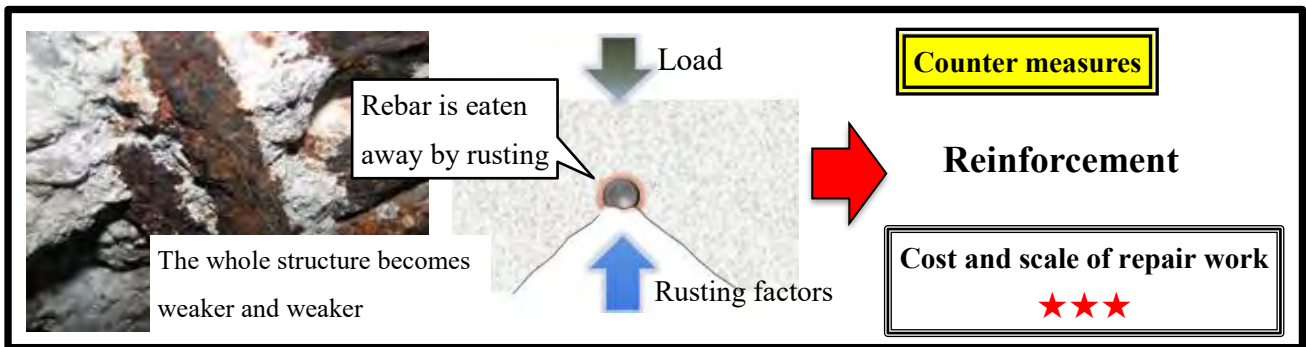 Load
Rebar is eaten
away by rusting
The whole structure becomes
weaker and weaker
Rusting factors
Counter measures
Reinforcement
Cost and scale of repair work
★★★